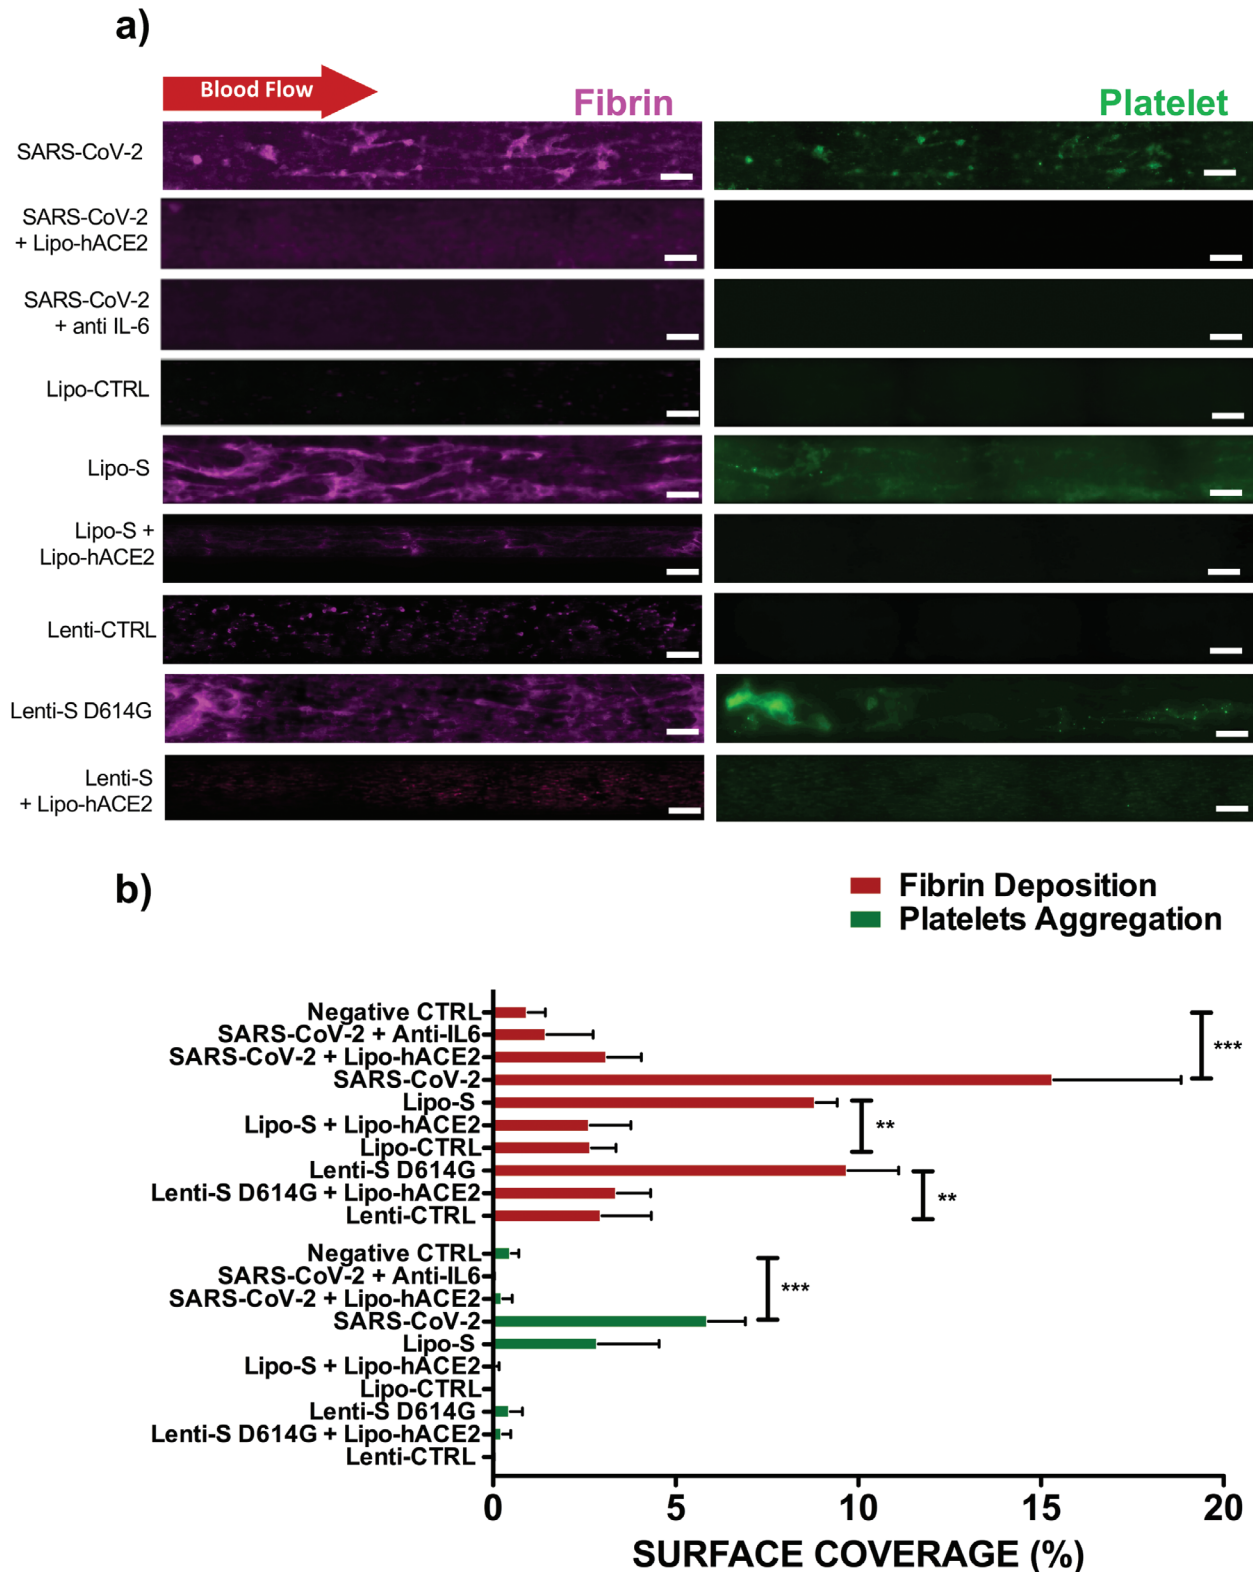 a)
Blood Flow
Fibrin
Platelet
SARS-CoV-2
SARS-CoV-2
+ Lipo-hACE2
SARS-CoV-2
+ anti IL-6
Lipo-CTRL
Lipo-S
Lipo-S +
Lipo-hACE2
Lenti-CTRL
Lenti-S D614G
Lenti-S
+ Lipo-hACE2
b)
Fibrin Deposition
Platelets Aggregation
Negative CTRL
SARS-CoV-2 + Anti-IL6
SARS-CoV-2 + Lipo-hACE2
***
SARS-CoV-2
Lipo-S
Lipo-S + Lipo-hACE2
**
Lipo-CTRL
Lenti-S D614G
Lenti-S D614G + Lipo-hACE2
**
Lenti-CTRL
Negative CTRL
SARS-CoV-2 + Anti-IL6
***
SARS-CoV-2 + Lipo-hACE2
SARS-CoV-2
Lipo-S
Lipo-S + Lipo-hACE2
Lipo-CTRL
Lenti-S D614G
Lenti-S D614G + Lipo-hACE2
Lenti-CTRL
0 5 10 15 20
SURFACE COVERAGE (%)